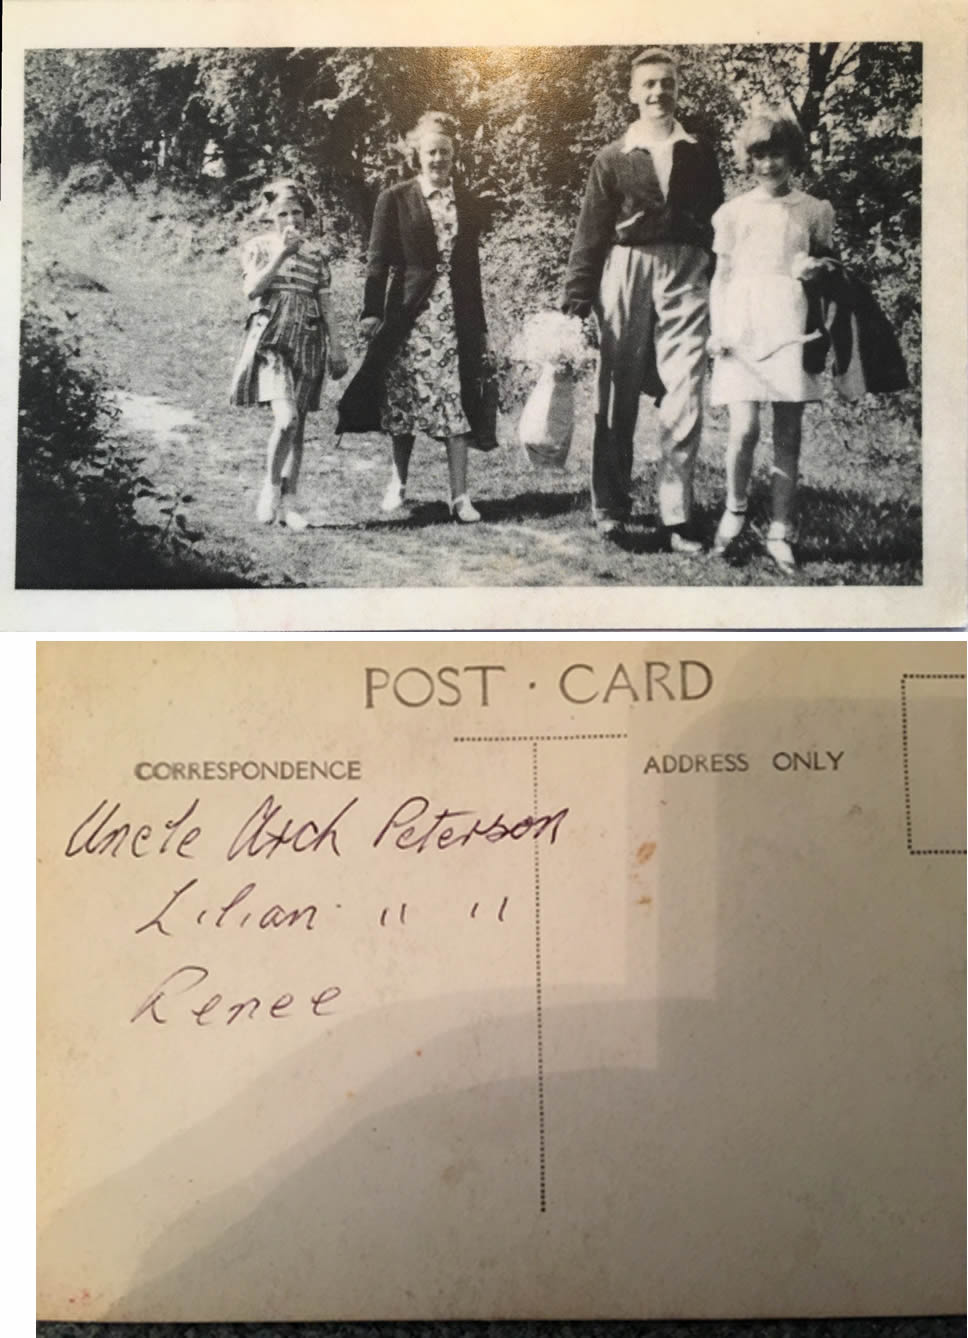 POST · CARD
CORRESPONDENCE
ADDRESS ONLY
Uncle Arch Peterson
Lilian " "
Renee